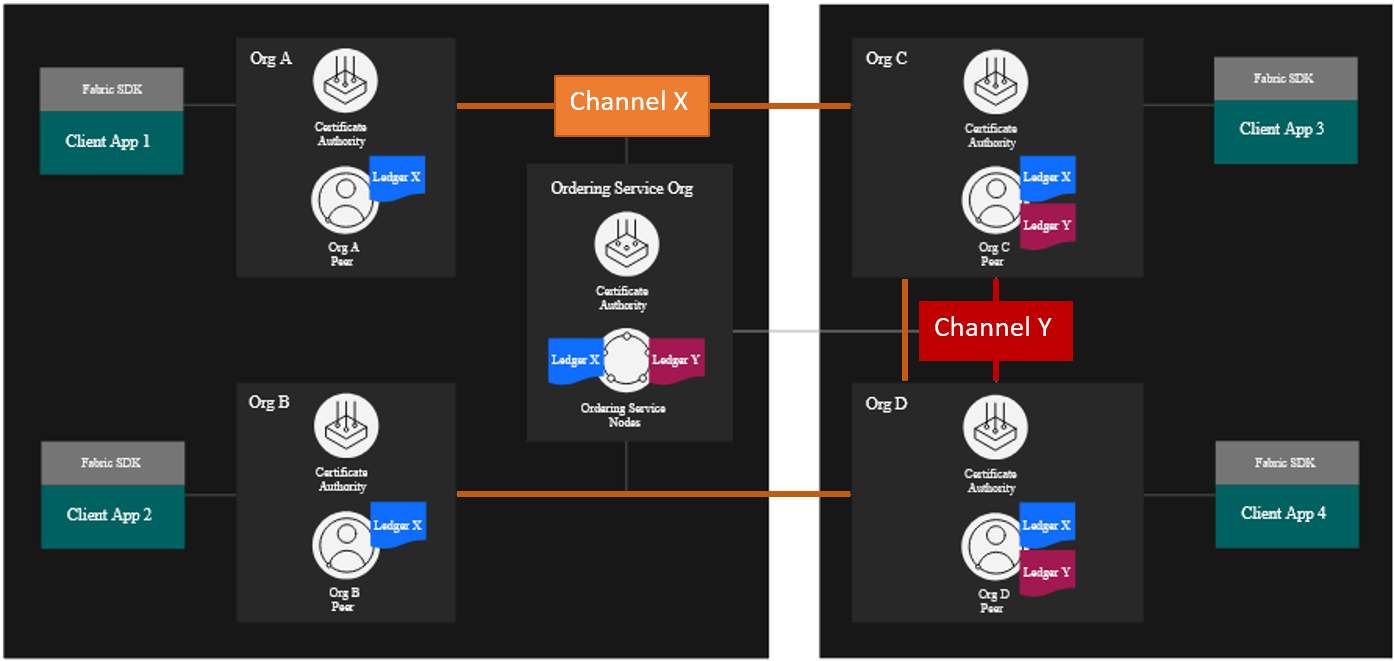 Org A
Fabric SDK
Client App 1
Certificate
Authority
Ledger X
Org A
Peer
Channel X
Ordering Service Org
Certificate
Authority
Ledger X
Ledger Y
Ordering Service
Nodes
Org B
Fabric SDK
Client App 2
Certificate
Authority
Ledger X
Org B
Peer
Org C
Certificate
Authority
Ledger X
Ledger Y
Org C
Peer
Fabric SDK
Client App 3
Channel Y
Org D
Certificate
Authority
Ledger X
Ledger Y
Org D
Peer
Fabric SDK
Client App 4